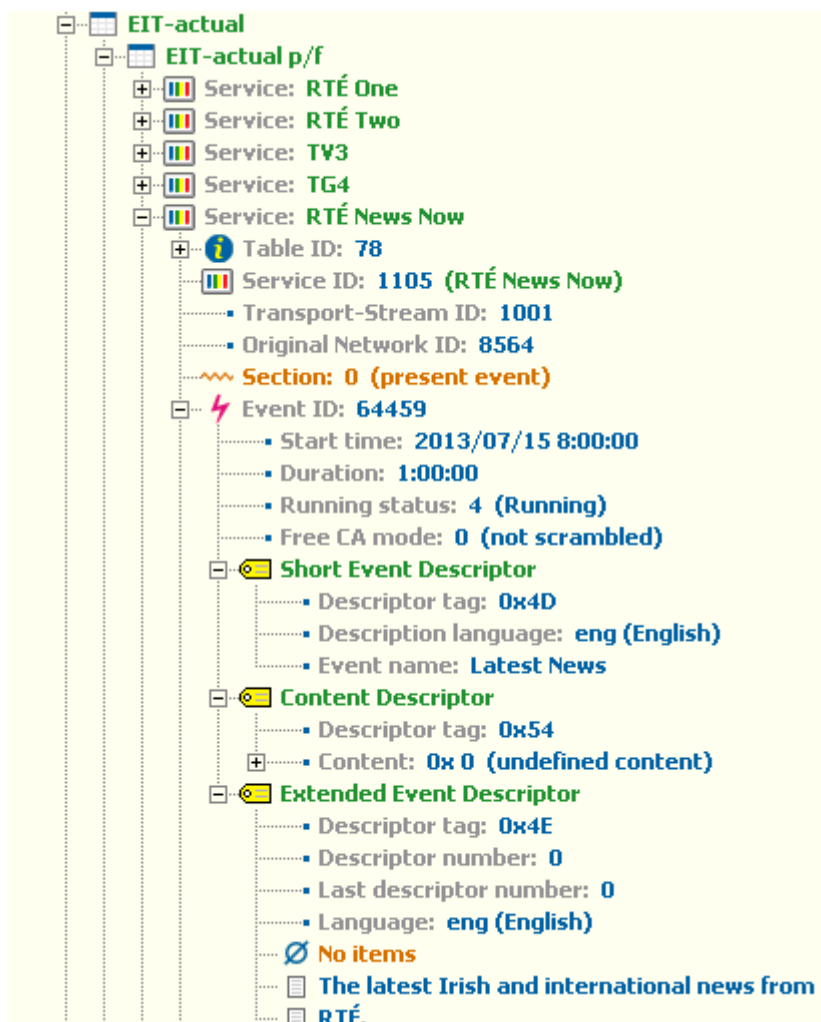 EIT-actual
EIT-actual p/f
Service: RTÉ One
Service: RTÉ Two
Service: TV3
Service: TG4
Service: RTÉ News Now
Table ID: 78
Service ID: 1105 (RTÉ News Now)
Transport-Stream ID: 1001
Original Network ID: 8564
Section: 0 (present event)
Event ID: 64459
Start time: 2013/07/15 8:00:00
Duration: 1:00:00
Running status: 4 (Running)
Free CA mode: 0 (not scrambled)
Short Event Descriptor
Descriptor tag: 0x4D
Description language: eng (English)
Event name: Latest News
Content Descriptor
Descriptor tag: 0x54
Content: 0x 0 (undefined content)
Extended Event Descriptor
Descriptor tag: 0x4E
Descriptor number: 0
Last descriptor number: 0
Language: eng (English)
No items
The latest Irish and international news from
RTÉ.